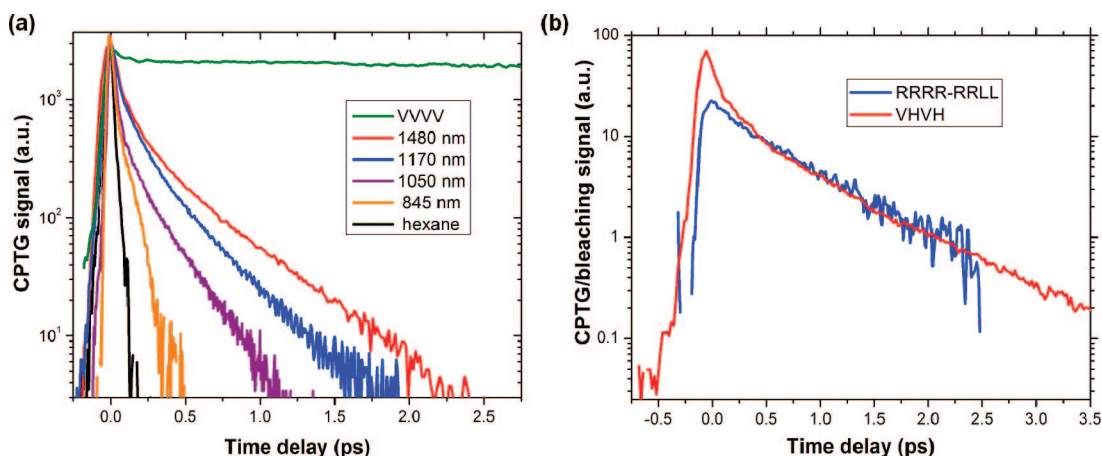 (a)
CPTG signal (a.u.)
10³
10²
10¹
VVVV
1480 nm
1170 nm
1050 nm
845 nm
hexane
0.0 0.5 1.0 1.5 2.0 2.5
Time delay (ps)
(b)
CPTG/bleaching signal (a.u.)
100
10
1
0.1
RRRR-RRLL
VHVH
-0.5 0.0 0.5 1.0 1.5 2.0 2.5 3.0 3.5
Time delay (ps)